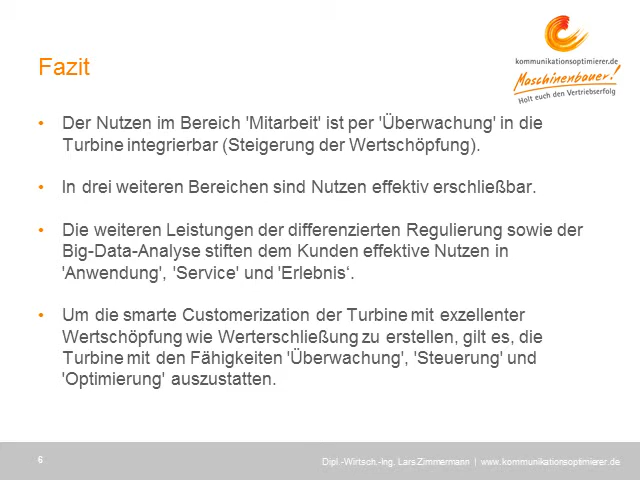 kommunikationsoptimierer.de
Maschinenbauer!
Holt euch den Vertriebserfolg
Fazit
• Der Nutzen im Bereich 'Mitarbeit' ist per 'Überwachung' in die
Turbine integrierbar (Steigerung der Wertschöpfung).
• In drei weiteren Bereichen sind Nutzen effektiv erschließbar.
• Die weiteren Leistungen der differenzierten Regulierung sowie der
Big-Data-Analyse stiften dem Kunden effektive Nutzen in
'Anwendung', 'Service' und 'Erlebnis‘.
• Um die smarte Customerization der Turbine mit exzellenter
Wertschöpfung wie Werterschließung zu erstellen, gilt es, die
Turbine mit den Fähigkeiten 'Überwachung', 'Steuerung' und
'Optimierung' auszustatten.
6
Dipl.-Wirtsch.-Ing. Lars Zimmermann | www.kommunikationsoptimierer.de